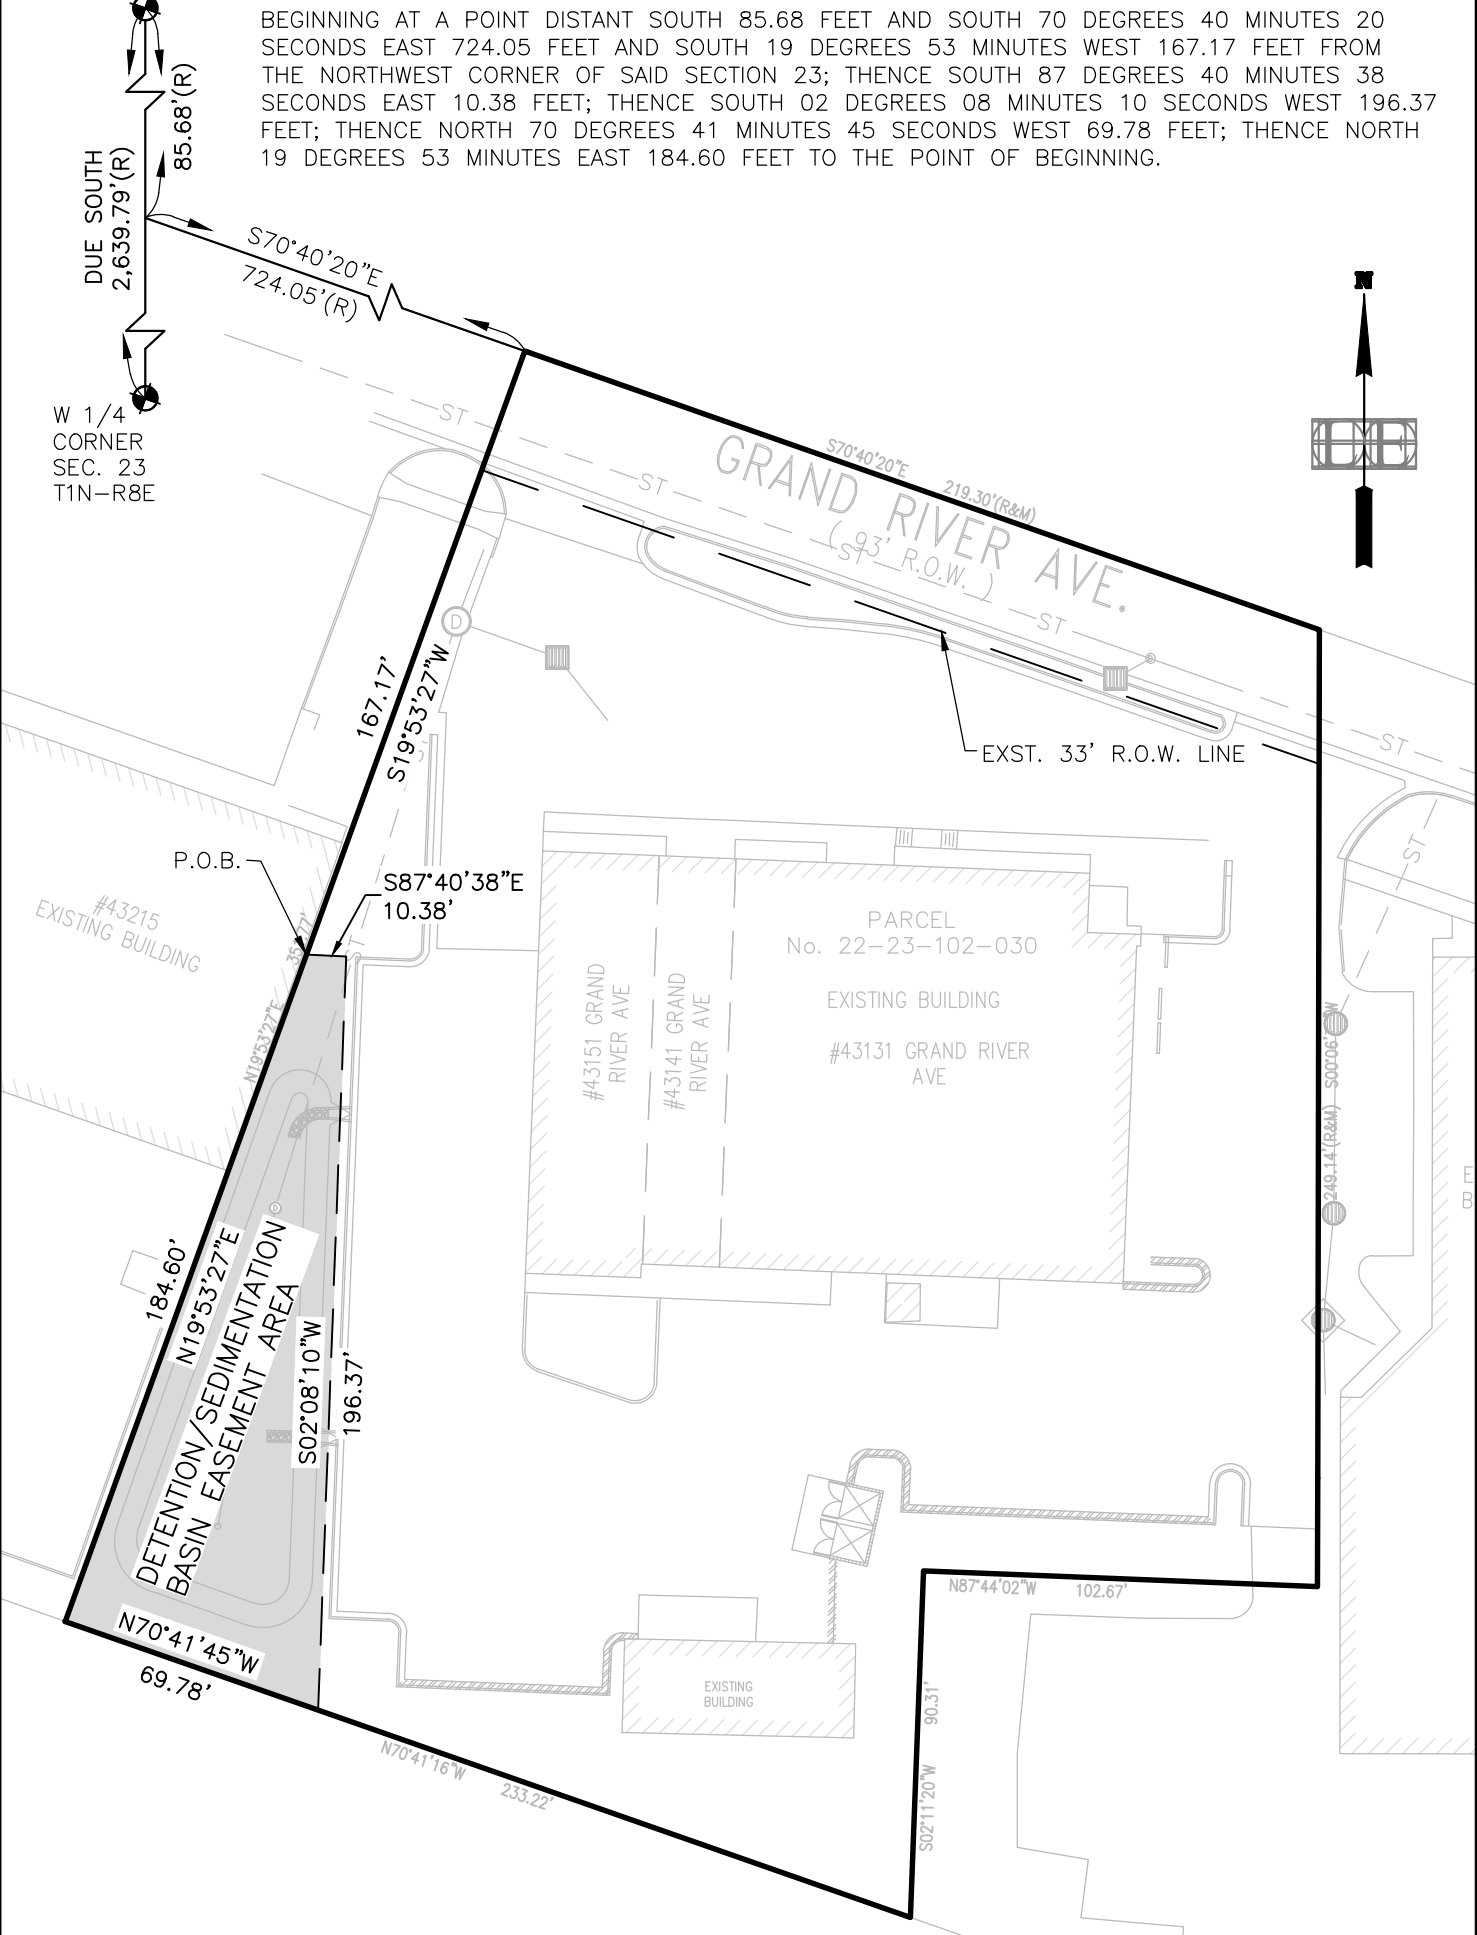 BEGINNING AT A POINT DISTANT SOUTH 85.68 FEET AND SOUTH 70 DEGREES 40 MINUTES 20
SECONDS EAST 724.05 FEET AND SOUTH 19 DEGREES 53 MINUTES WEST 167.17 FEET FROM
THE NORTHWEST CORNER OF SAID SECTION 23; THENCE SOUTH 87 DEGREES 40 MINUTES 38
SECONDS EAST 10.38 FEET; THENCE SOUTH 02 DEGREES 08 MINUTES 10 SECONDS WEST 196.37
FEET; THENCE NORTH 70 DEGREES 41 MINUTES 45 SECONDS WEST 69.78 FEET; THENCE NORTH
19 DEGREES 53 MINUTES EAST 184.60 FEET TO THE POINT OF BEGINNING.
85.68'(R)
DUE SOUTH
2,639.79'(R)
S70°40'20"E
724.05'(R)
N
W 1/4
CORNER
SEC. 23
T1N-R8E
ST
ST
GRAND RIVER AVE.
( 93' R.O.W. )
S70°40'20"E
219.30'(R&M)
ST
ST
ST
D
167.17'
S19°53'27"W
EXST. 33' R.O.W. LINE
P.O.B.
S87°40'38"E
10.38'
ST
#43215
EXISTING BUILDING
ST
N19°53'27"E
PARCEL
No. 22-23-102-030
EXISTING BUILDING
#43131 GRAND RIVER
AVE
#43151 GRAND
RIVER AVE
#43141 GRAND
RIVER AVE
249.14'(R&M)
E
B
D
184.60'
N19°53'27"E
DETENTION/SEDIMENTATION
BASIN EASEMENT AREA
S02°08'10"W
196.37'
N70°41'45"W
69.78'
N87°44'02"W
102.67'
EXISTING
BUILDING
90.31'
S02°11'20"W
N70°41'16"W
233.22'